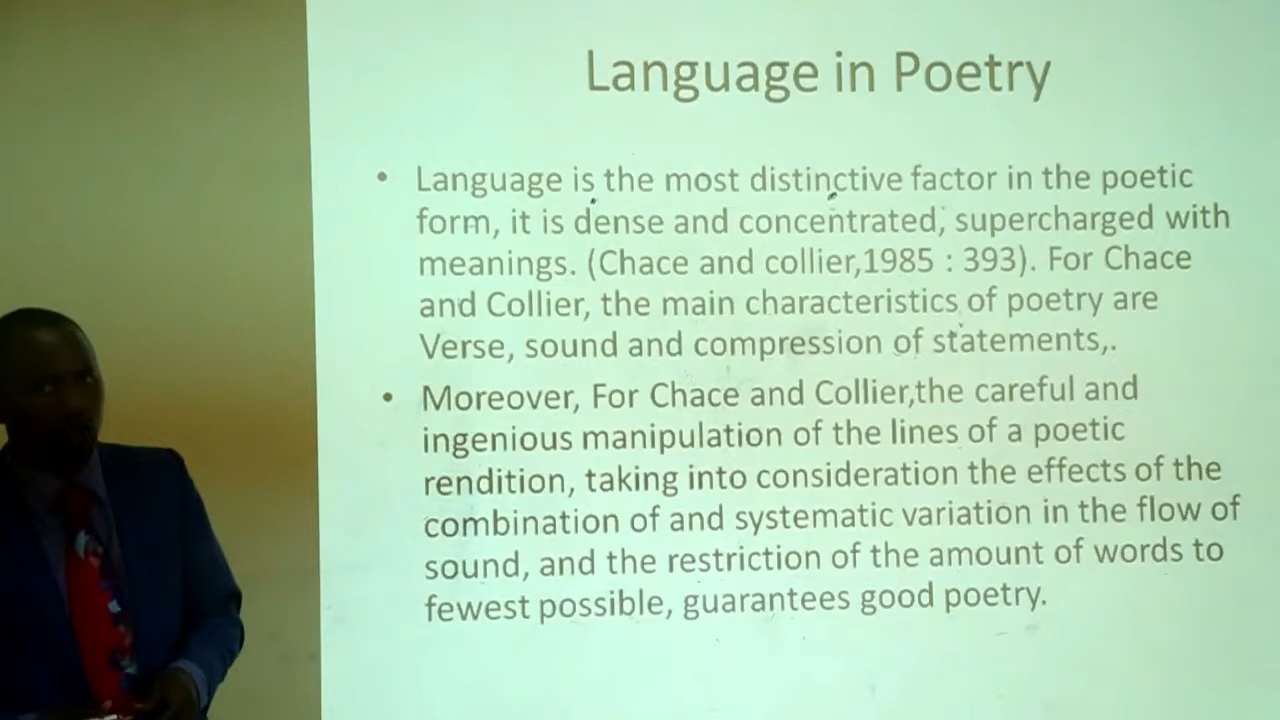 Language in Poetry
• Language is the most distinctive factor in the poetic
form, it is dense and concentrated, supercharged with
meanings. (Chace and collier,1985 : 393). For Chace
and Collier, the main characteristics of poetry are
Verse, sound and compression of statements,.
• Moreover, For Chace and Collier,the careful and
ingenious manipulation of the lines of a poetic
rendition, taking into consideration the effects of the
combination of and systematic variation in the flow of
sound, and the restriction of the amount of words to
fewest possible, guarantees good poetry.